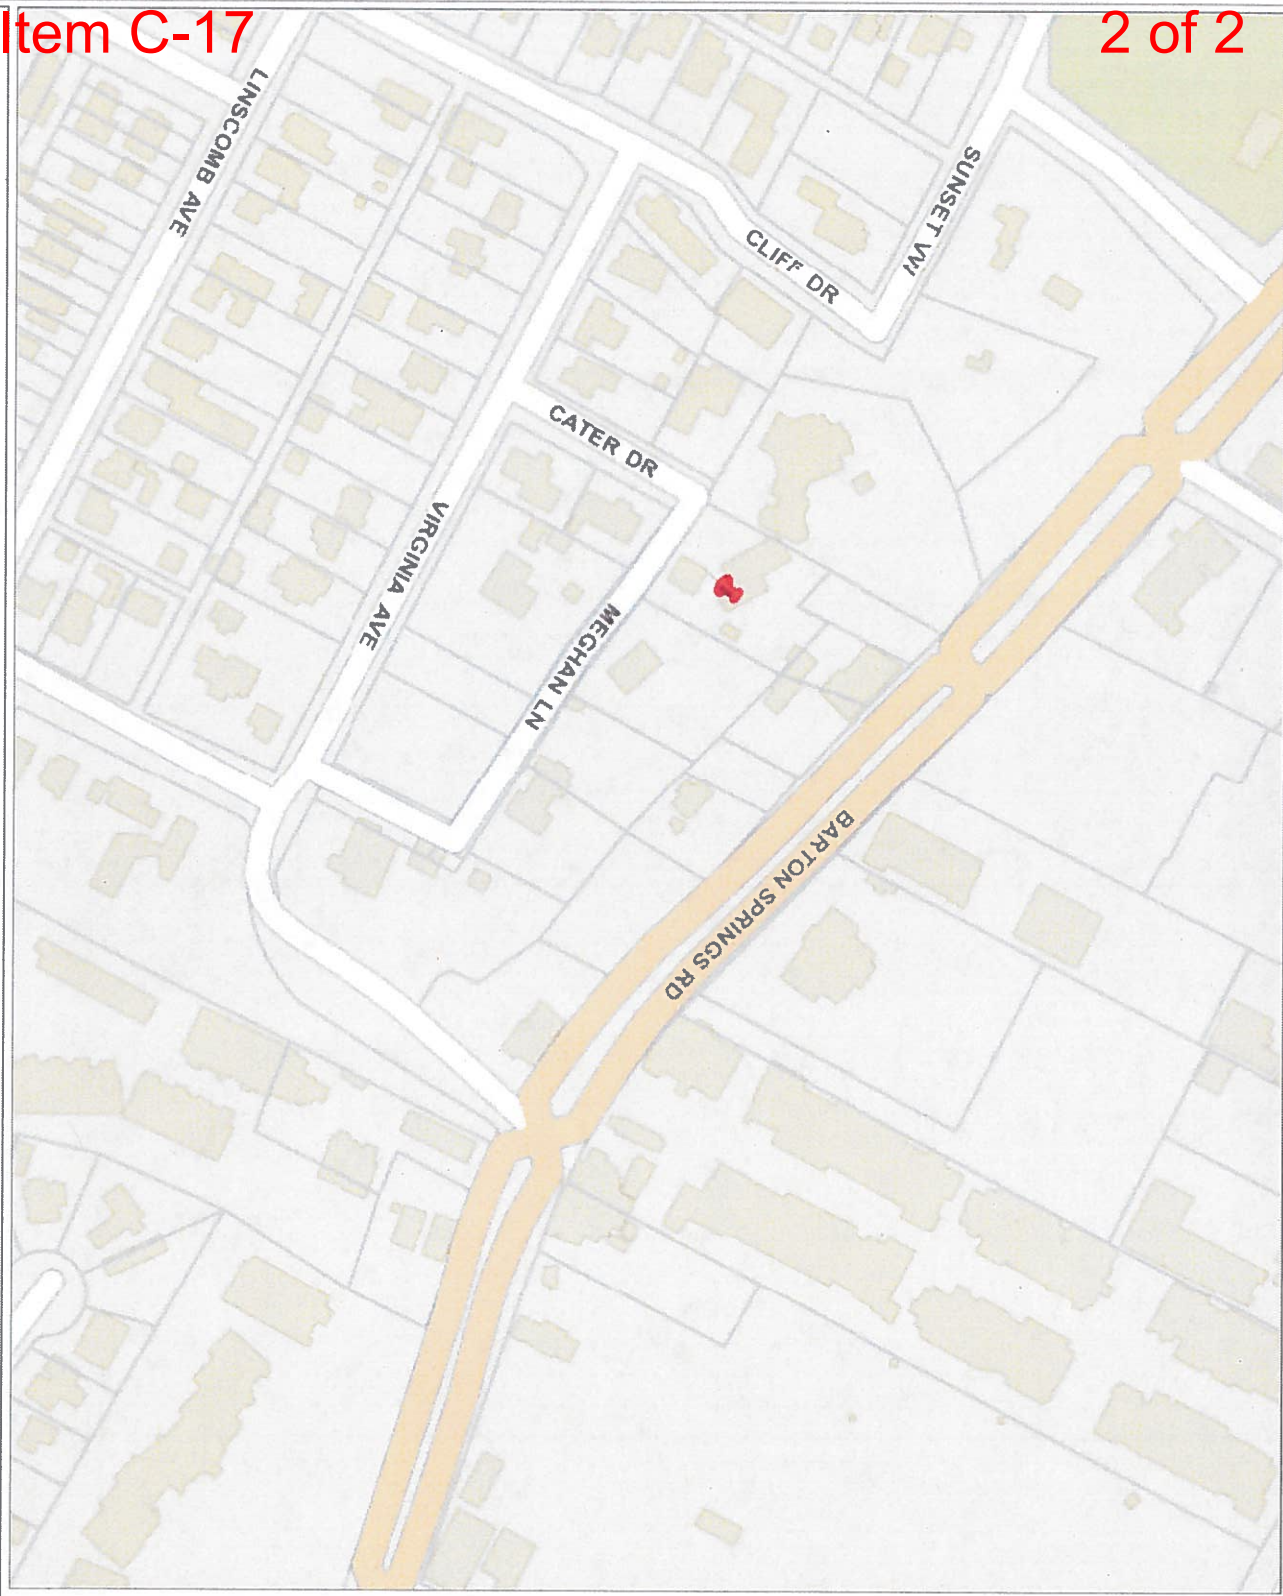 Item C-17
2 of 2
LINSCOMB AVE
SUNSET VW
CLIFF DR
CATER DR
VIRGINIA AVE
MEGHAN LN
BARTON SPRINGS RD